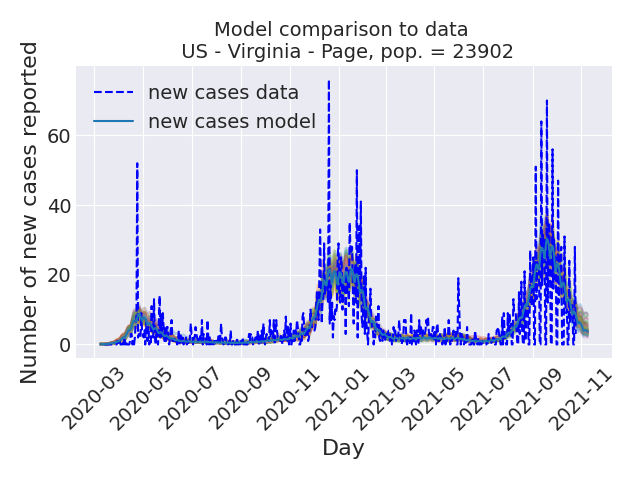 Model comparison to data
US - Virginia - Page, pop. = 23902
new cases data
new cases model
Number of new cases reported
60
40
20
0
2020-03
2020-05
2020-07
2020-09
2020-11
2021-01
2021-03
2021-05
2021-07
2021-09
2021-11
Day